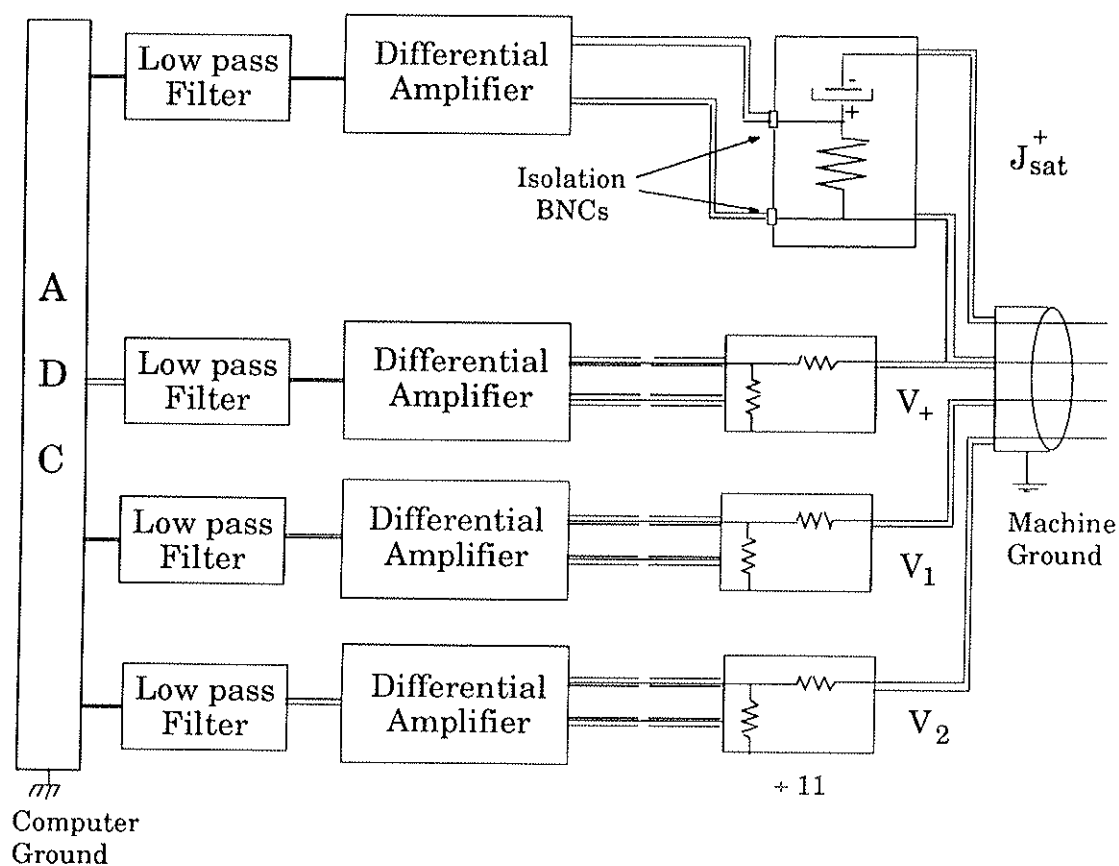 A
D
C
Low pass
Filter
Differential
Amplifier
-
+
Isolation
BNCs
J+sat
Low pass
Filter
Differential
Amplifier
V+
Machine
Ground
Low pass
Filter
Differential
Amplifier
V1
Low pass
Filter
Differential
Amplifier
V2
÷ 11
Computer
Ground